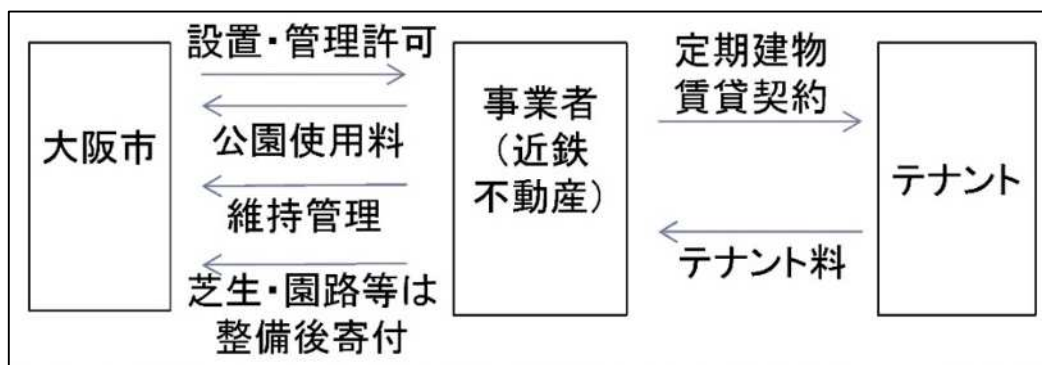 大阪市
設置・管理許可
公園使用料
維持管理
芝生・園路等は
整備後寄付
事業者
（近鉄
不動産）
定期建物
賃貸契約
テナント料
テナント